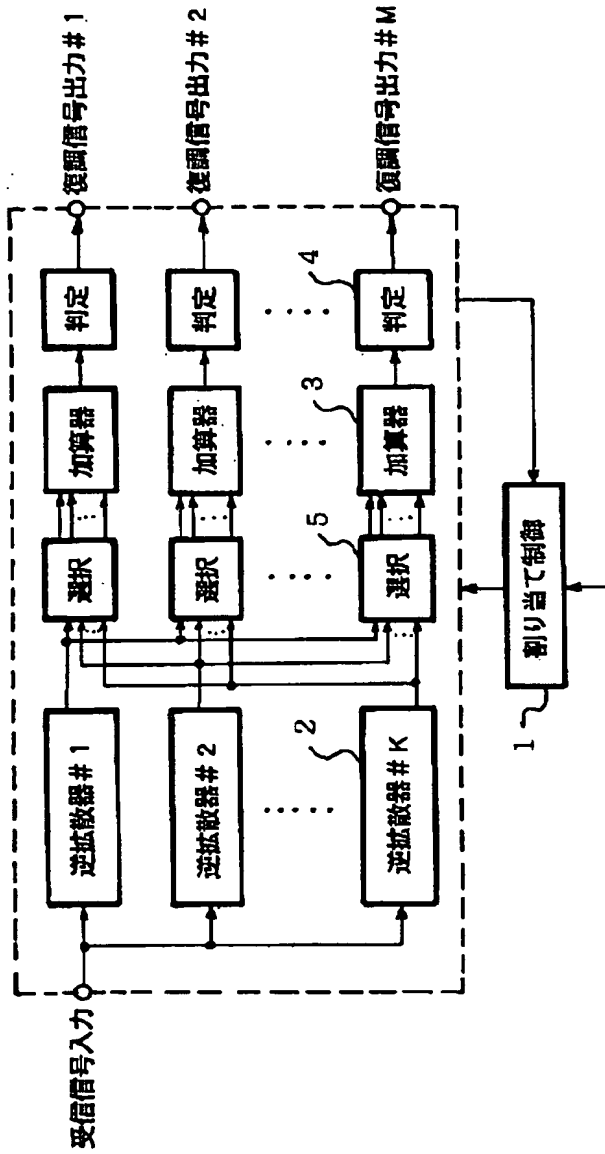 受信信号入力
逆拡散器#1
選択
加算器
判定
復調信号出力#1
逆拡散器#2
選択
加算器
判定
復調信号出力#2
2
5
3
4
逆拡散器#K
選択
加算器
判定
復調信号出力#M
1
割り当て制御